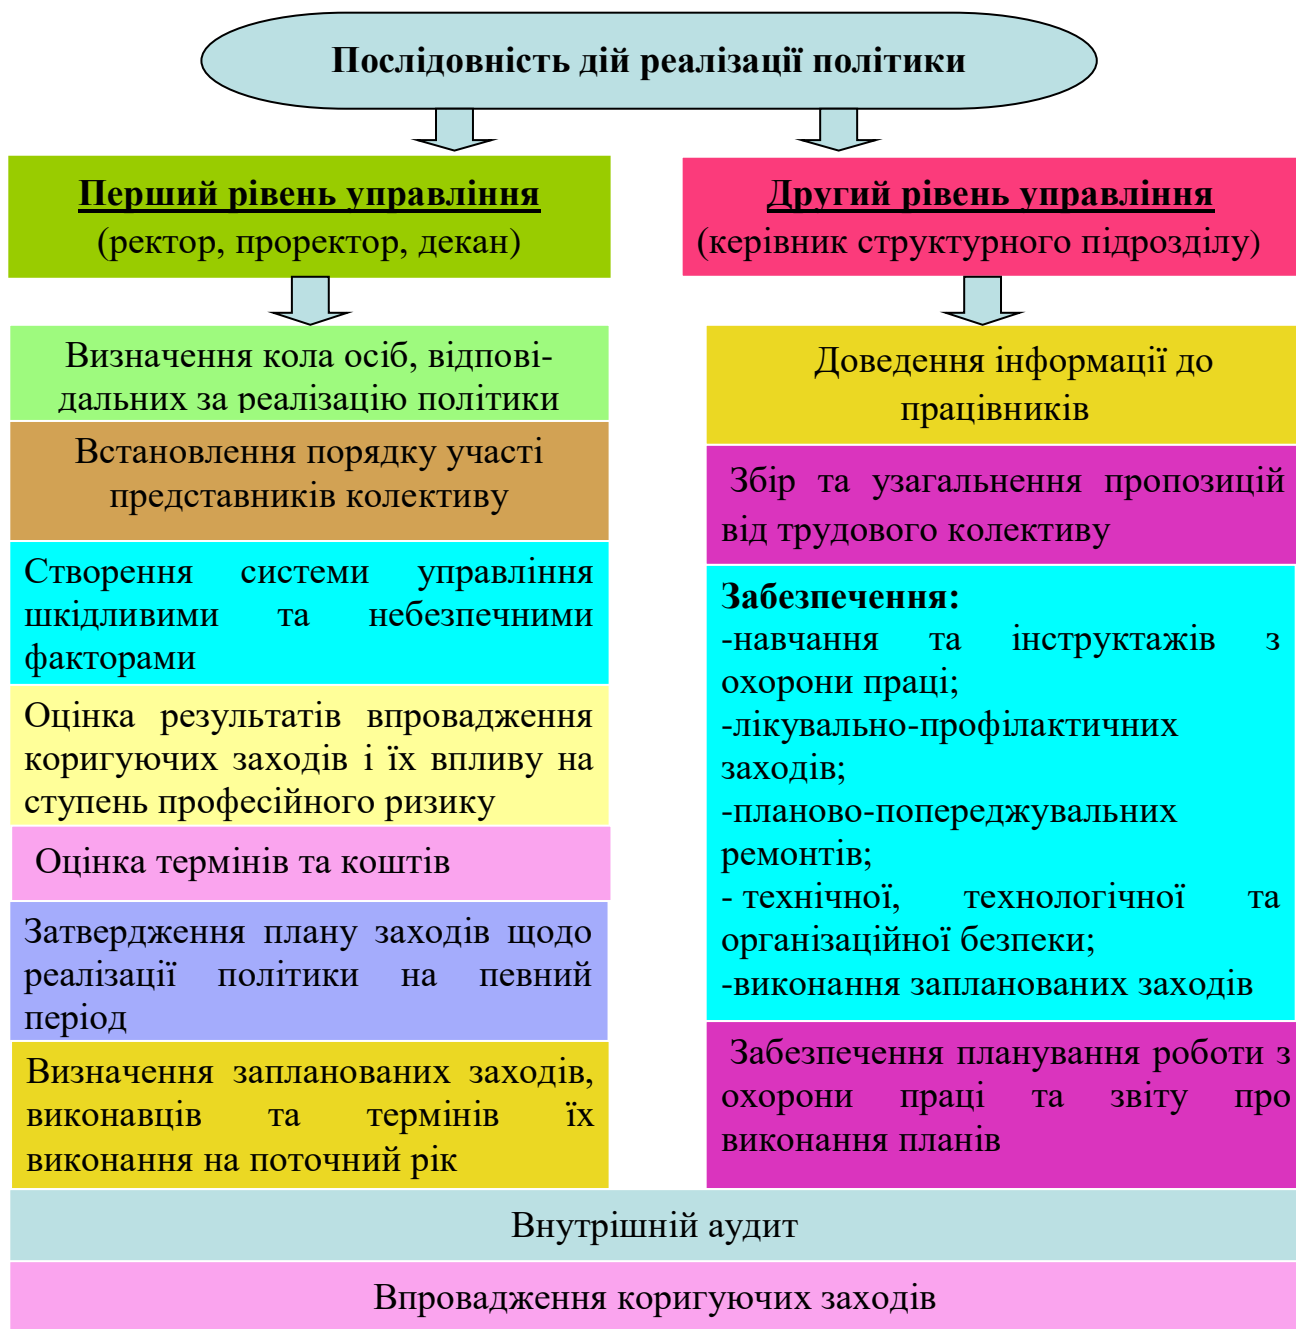 Послідовність дій реалізації політики
Перший рівень управління
(ректор, проректор, декан)
Визначення кола осіб, відпові-
дальних за реалізацію політики
Встановлення порядку участі
представників колективу
Створення системи управління
шкідливими та небезпечними
факторами
Оцінка результатів впровадження
коригуючих заходів і їх впливу на
ступень професійного ризику
Оцінка термінів та коштів
Затвердження плану заходів щодо
реалізації політики на певний
період
Визначення запланованих заходів,
виконавців та термінів їх
виконання на поточний рік
Другий рівень управління
(керівник структурного підрозділу)
Доведення інформації до
працівників
Збір та узагальнення пропозицій
від трудового колективу
Забезпечення:
-навчання та інструктажів з
охорони праці;
-лікувально-профілактичних
заходів;
-планово-попереджувальних
ремонтів;
- технічної, технологічної та
організаційної безпеки;
-виконання запланованих заходів
Забезпечення планування роботи з
охорони праці та звіту про
виконання планів
Внутрішній аудит
Впровадження коригуючих заходів